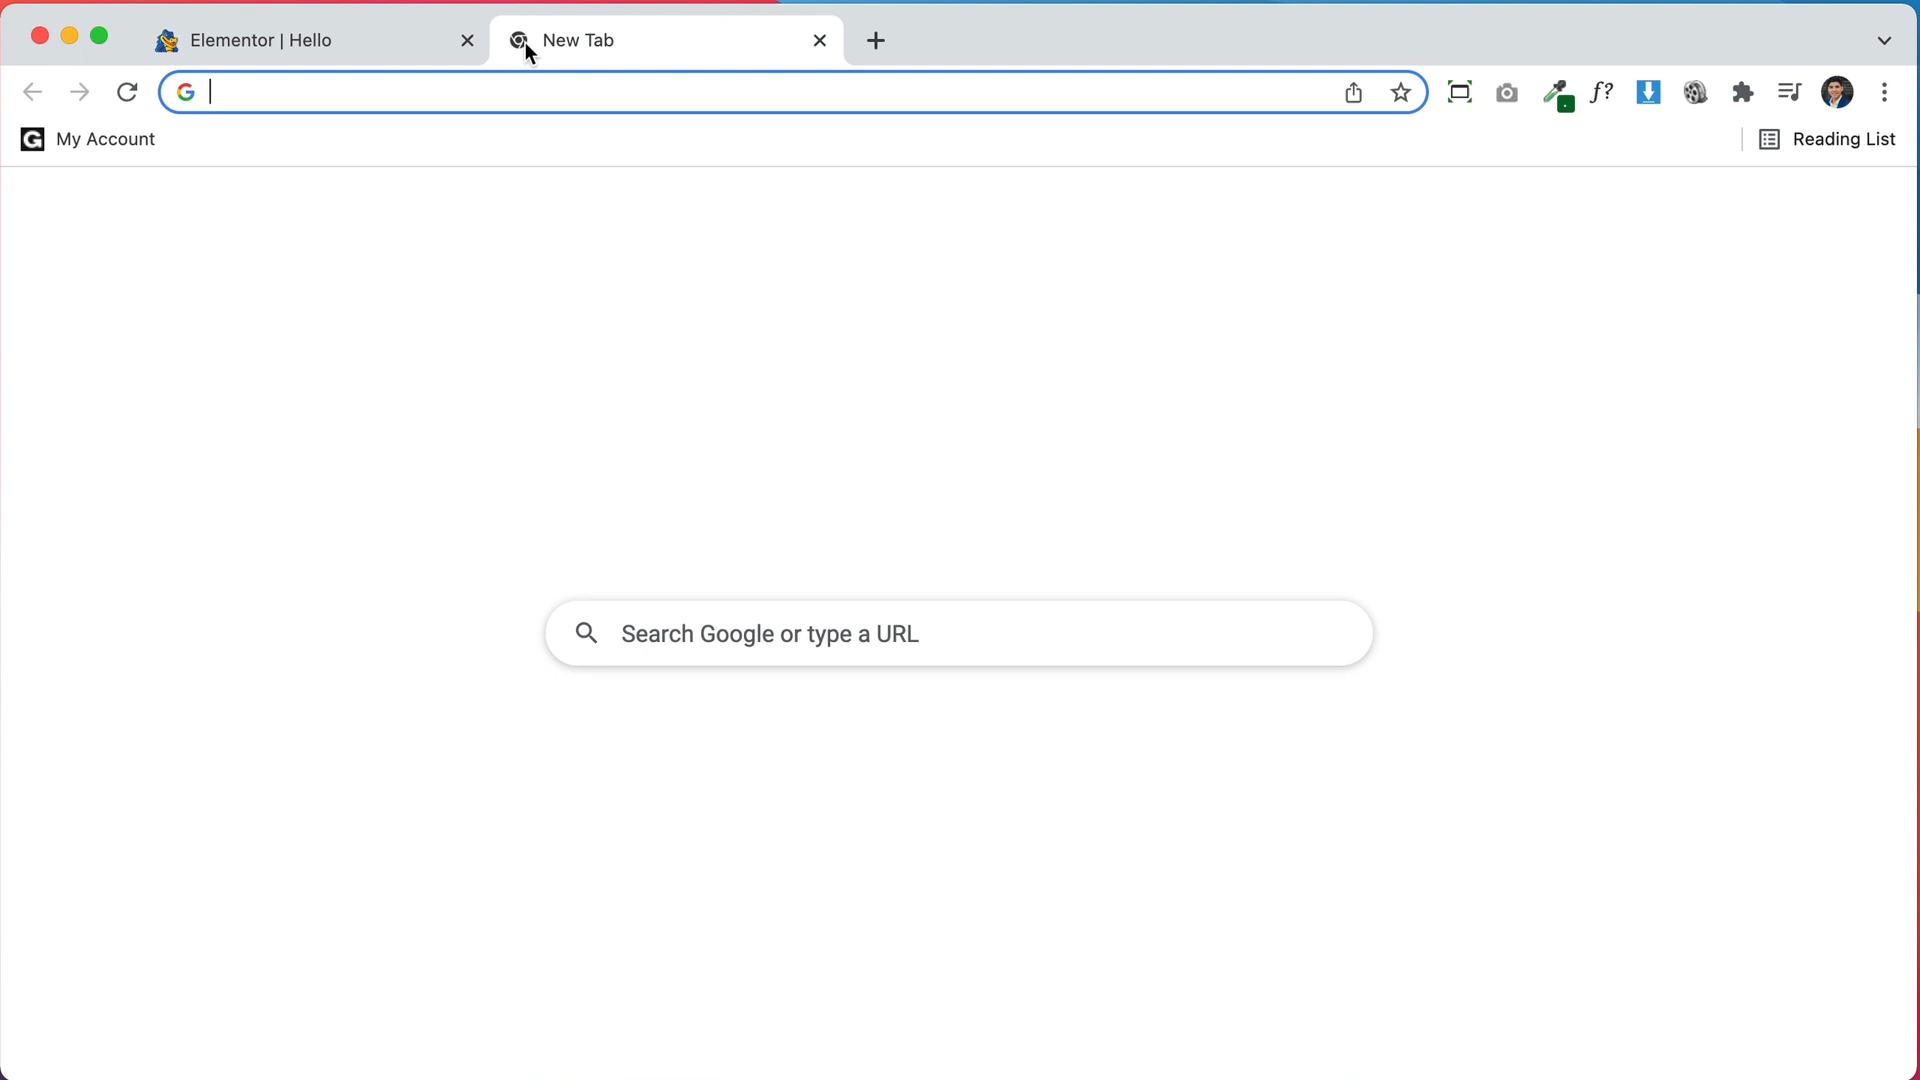 Elementor | Hello
New Tab
f?
My Account
Reading List
Search Google or type a URL